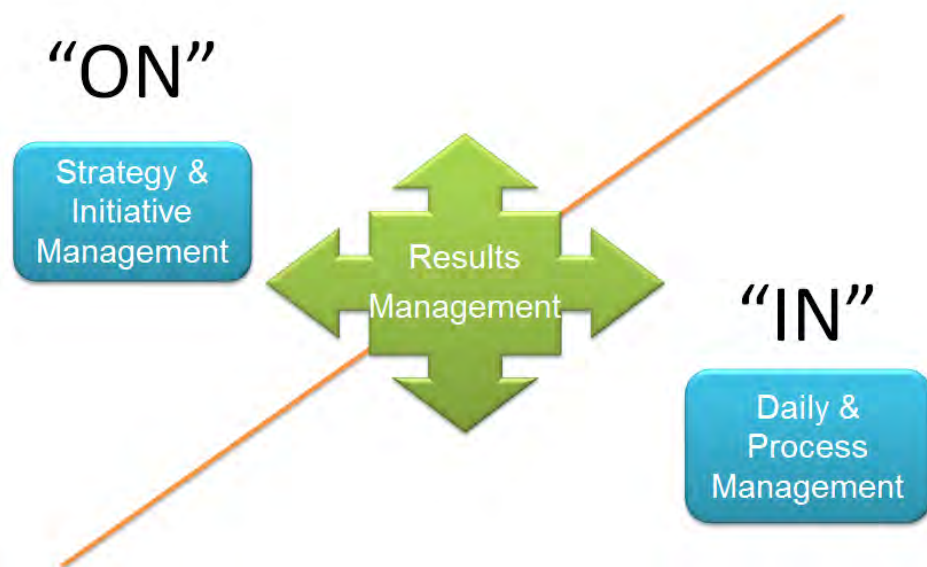 “ON”
Strategy &
Initiative
Management
Results
Management
“IN”
Daily &
Process
Management